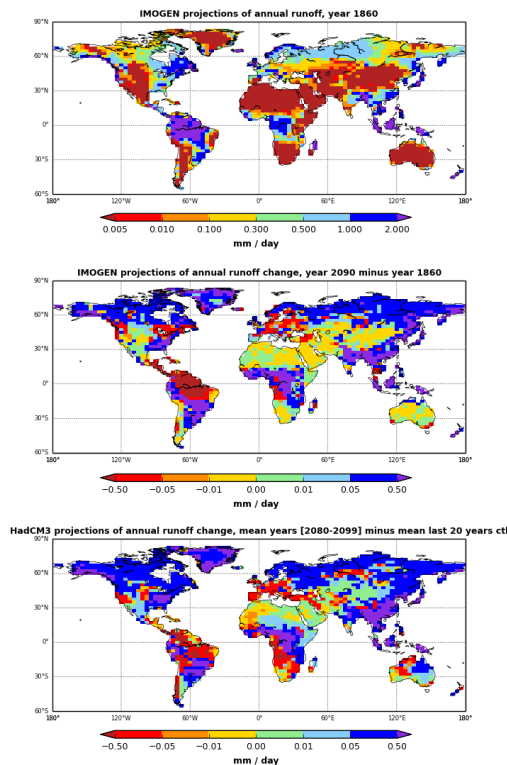 IMOGEN projections of annual runoff, year 1860
90°N
60°N
30°N
0°
30°S
60°S
180° 120°W 60°W 0° 60°E 120°E 180°
0.005 0.010 0.100 0.300 0.500 1.000 2.000
mm / day
IMOGEN projections of annual runoff change, year 2090 minus year 1860
90°N
60°N
30°N
0°
30°S
60°S
180° 120°W 60°W 0° 60°E 120°E 180°
−0.50 −0.05 −0.01 0.00 0.01 0.05 0.50
mm / day
HadCM3 projections of annual runoff change, mean years [2080-2099] minus mean last 20 years ctl
90°N
60°N
30°N
0°
30°S
60°S
180° 120°W 60°W 0° 60°E 120°E 180°
−0.50 −0.05 −0.01 0.00 0.01 0.05 0.50
mm / day